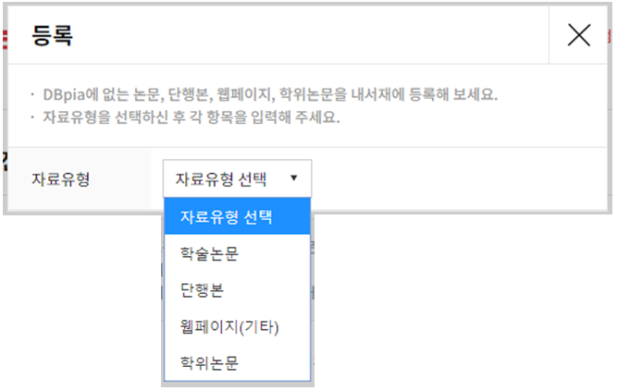 등록
· DBpia에 없는 논문, 단행본, 웹페이지, 학위논문을 내서재에 등록해 보세요.
· 자료유형을 선택하신 후 각 항목을 입력해 주세요.
자료유형
자료유형 선택
자료유형 선택
학술논문
단행본
웹페이지(기타)
학위논문